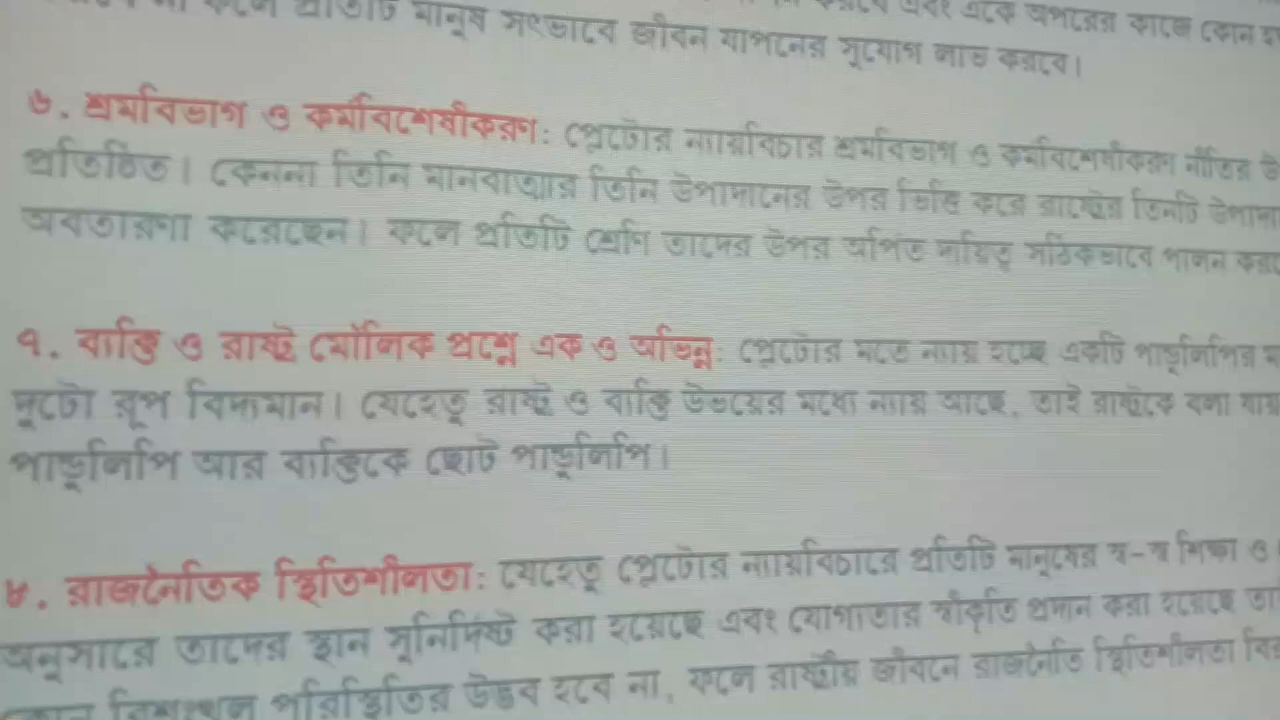 প্রতিটি মানুষ সৎভাবে জীবন যাপনের সুযোগ লাভ করবে।
এবং একে অপরের কাজে কোন
৬. শ্রমবিভাগ ও কর্মবিশেষীকরণ: প্লেটোর ন্যায়বিচার শ্রমবিভাগ ও কর্মবিশেষীকরণ নীতির
প্রতিষ্ঠিত। কেননা তিনি মানবাত্মার তিনি উপাদানের উপর ভিত্তি করে রাষ্ট্রের তিনটি
অবতারণা করেছেন। ফলে প্রতিটি শ্রেণি তাদের উপর অর্পিত দায়িত্ব সঠিকভাবে পালন
৭. ব্যক্তি ও রাষ্ট্র মৌলিক প্রশ্নে এক ও অভিন্ন: প্লেটোর মতে ন্যায় হচ্ছে একটি পান্ডুলিপির
দুটো রূপ বিদ্যমান। যেহেতু রাষ্ট্র ও ব্যক্তি উভয়ের মধ্যে ন্যায় আছে, তাই রাষ্ট্রকে বলা যায়
পান্ডুলিপি আর ব্যক্তিকে ছোট পান্ডুলিপি।
৮. রাজনৈতিক স্থিতিশীলতা: যেহেতু প্লেটোর ন্যায়বিচারে প্রতিটি মানুষের স্ব-স্ব শিক্ষা ও
অনুসারে তাদের স্থান সুনির্দিষ্ট করা হয়েছে এবং যোগ্যতার স্বীকৃতি প্রদান করা হয়েছে
পরিস্থিতির উদ্ভব হবে না, ফলে রাষ্ট্রীয় জীবনে রাজনৈতি স্থিতিশীলতা